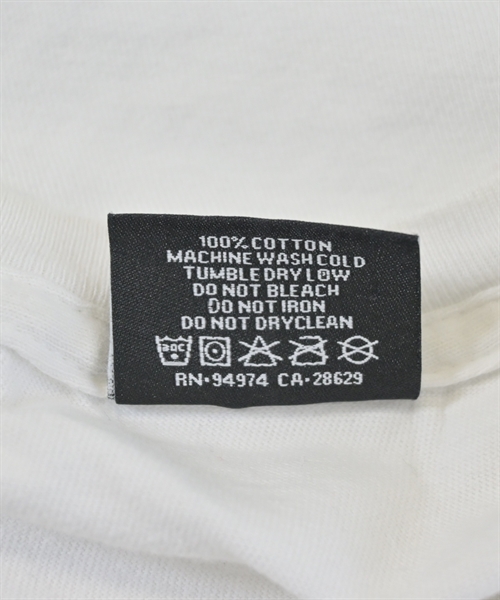 100% COTTON
MACHINE WASH COLD
TUMBLE DRY LOW
DO NOT BLEACH
DO NOT IRON
DO NOT DRYCLEAN
RN·94974 CA·28629